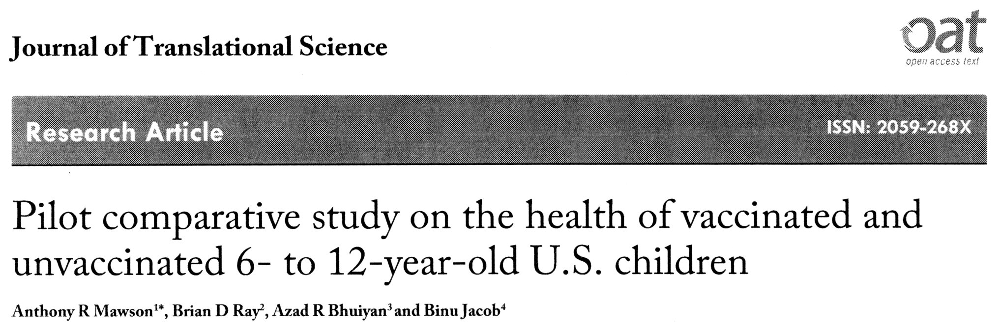 Journal of Translational Science
oat
open access text
Research Article
ISSN: 2059-268X
Pilot comparative study on the health of vaccinated and
unvaccinated 6- to 12-year-old U.S. children
Anthony R Mawson¹*, Brian D Ray², Azad R Bhuiyan³ and Binu Jacob⁴